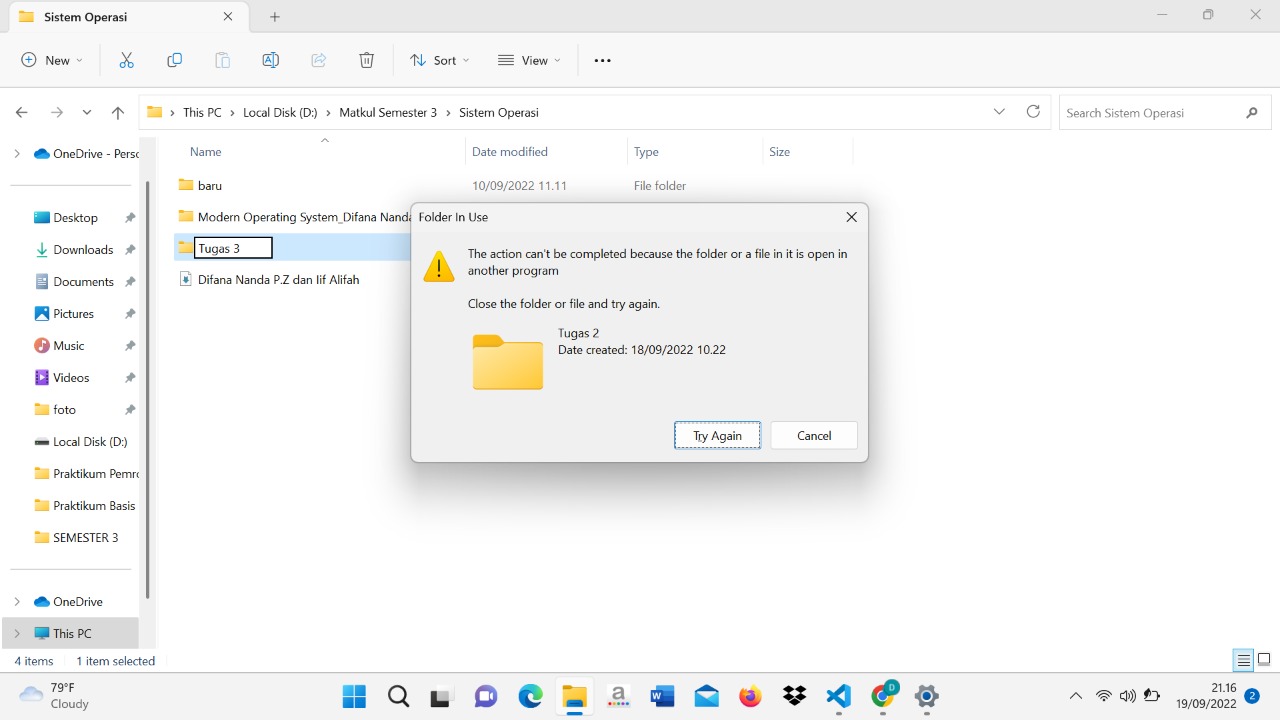 Sistem Operasi
New
Sort
View
This PC
Local Disk (D:)
Matkul Semester 3
Sistem Operasi
Search Sistem Operasi
OneDrive - Perso
Desktop
Downloads
Documents
Pictures
Music
Videos
foto
Local Disk (D:)
Praktikum Pemro
Praktikum Basis
SEMESTER 3
OneDrive
This PC
Name
Date modified
Type
Size
baru
10/09/2022 11.11
File folder
Modern Operating System_Difana Nanda
Tugas 3
Difana Nanda P.Z dan Iif Alifah
Folder In Use
The action can't be completed because the folder or a file in it is open in
another program
Close the folder or file and try again.
Tugas 2
Date created: 18/09/2022 10.22
Try Again
Cancel
4 items
1 item selected
79°F
Cloudy
a
W
D
21.16
19/09/2022
2